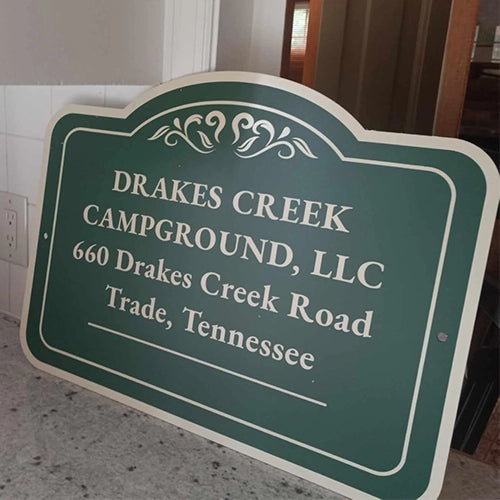 DRAKES CREEK
CAMPGROUND, LLC
660 Drakes Creek Road
Trade, Tennessee